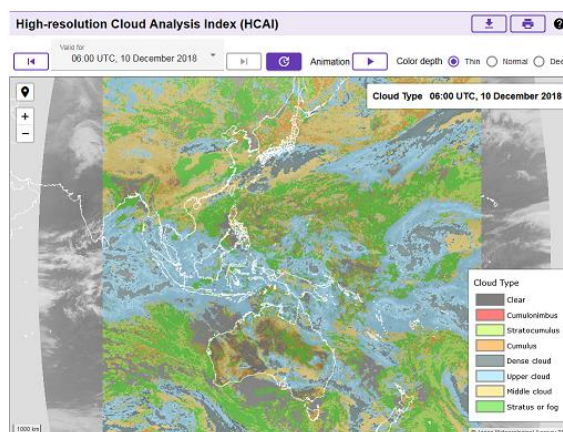 High-resolution Cloud Analysis Index (HCAI)
Valid for
06:00 UTC, 10 December 2018
Animation
Color depth Thin Normal
Cloud Type 06:00 UTC, 10 December 2018
+
−
Cloud Type
Clear
Cumulonimbus
Stratocumulus
Cumulus
Dense cloud
Upper cloud
Middle cloud
Stratus or fog
1000 km